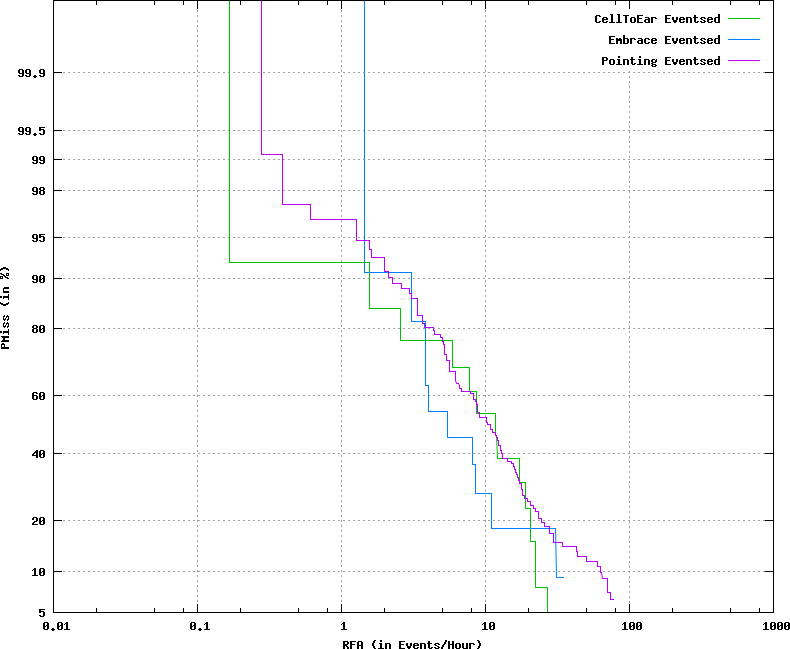 CellToEar Eventsed
Embrace Eventsed
Pointing Eventsed
99.9
99.5
99
98
95
90
80
60
40
20
10
5
0.01 0.1 1 10 100 1000
PMiss (in %)
RFA (in Events/Hour)